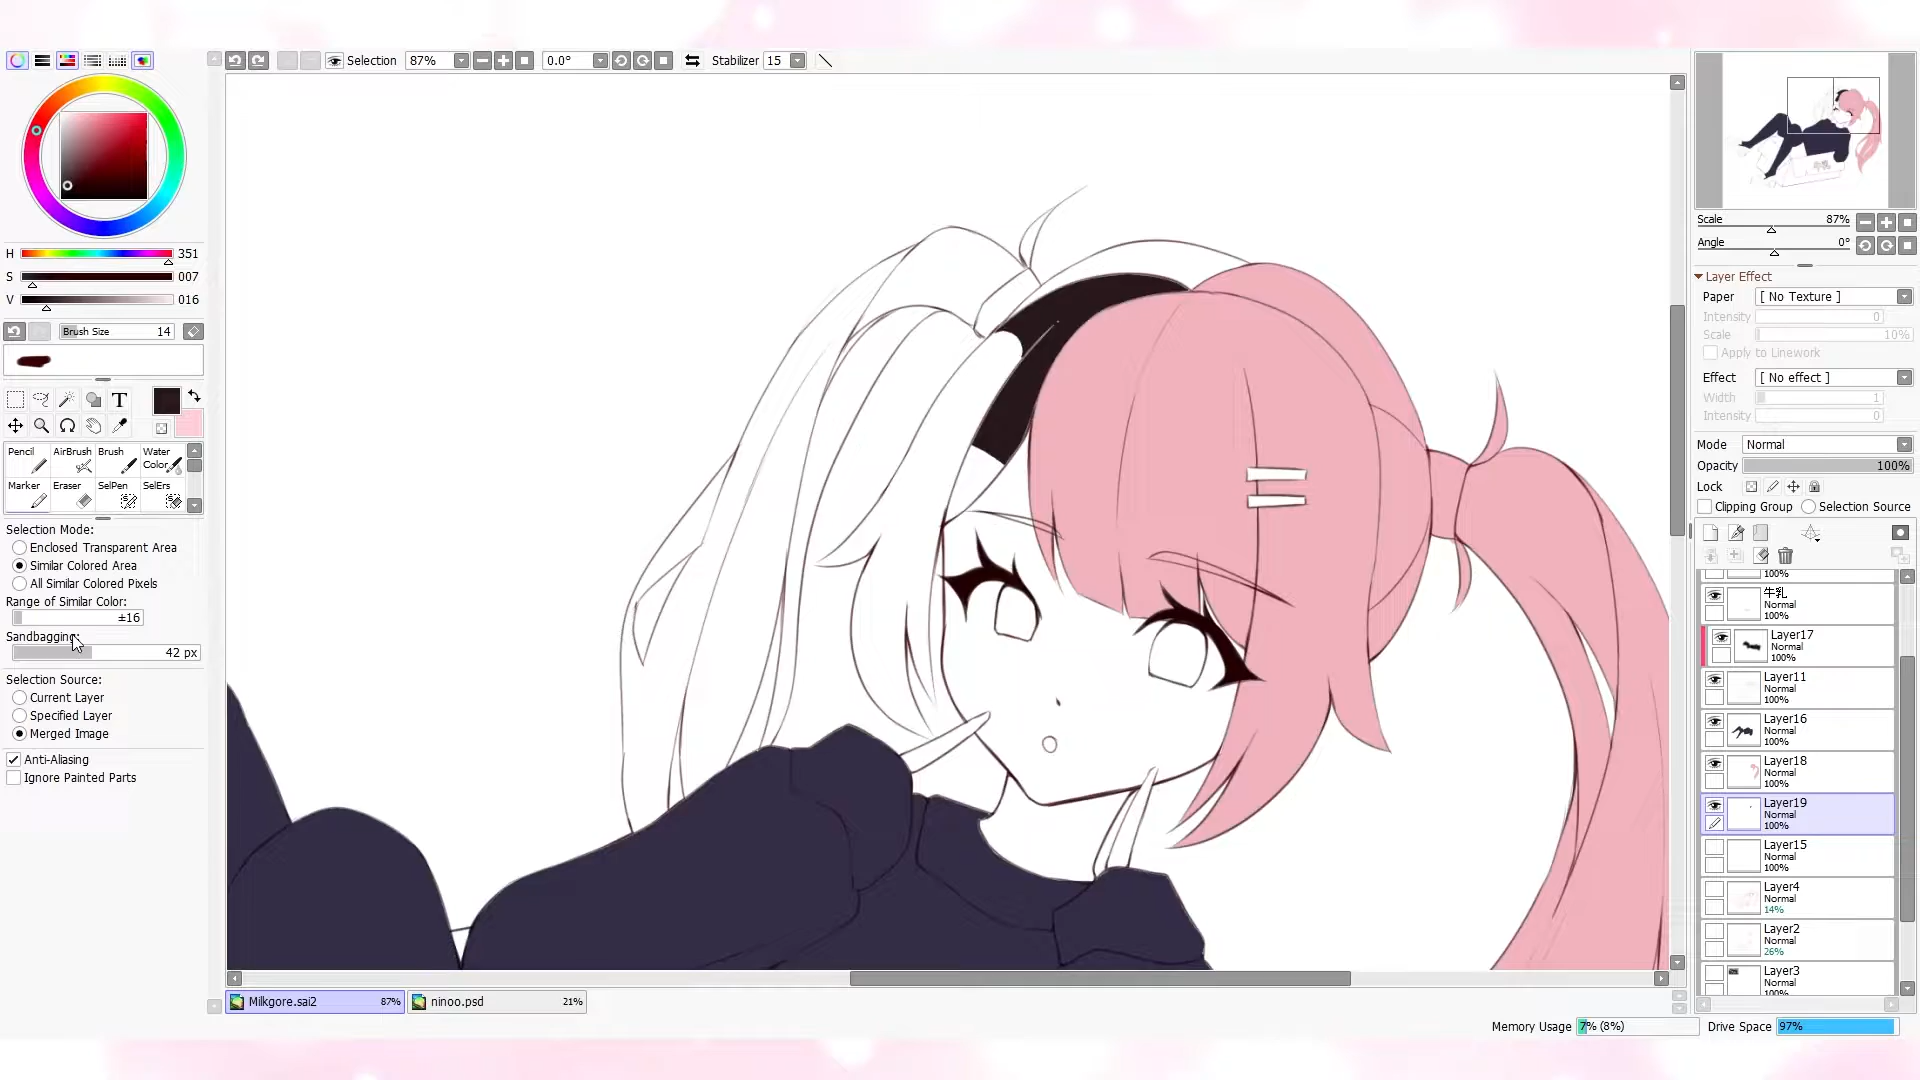 Selection 87% 0.0° Stabilizer 15
H 351
S 007
V 016
Brush Size 14
T
Pencil AirBrush Brush Water Color
Marker Eraser SelPen SelErs
Selection Mode:
Enclosed Transparent Area
Similar Colored Area
All Similar Colored Pixels
Range of Similar Color:
±16
Sandbagging:
42 px
Selection Source:
Current Layer
Specified Layer
Merged Image
Anti-Aliasing
Ignore Painted Parts
Milkgore.sai2 87% ninoo.psd 21%
Scale 87%
Angle 0°
Layer Effect
Paper [ No Texture ]
Intensity 0
Scale 10%
Apply to Linework
Effect [ No effect ]
Width 1
Intensity 0
Mode Normal
Opacity 100%
Lock
Clipping Group Selection Source
100%
牛乳
Normal
100%
Layer17
Normal
100%
Layer11
Normal
100%
Layer16
Normal
100%
Layer18
Normal
100%
Layer19
Normal
100%
Layer15
Normal
100%
Layer4
Normal
14%
Layer2
Normal
26%
Layer3
Normal
100%
Memory Usage 7% (8%) Drive Space 97%